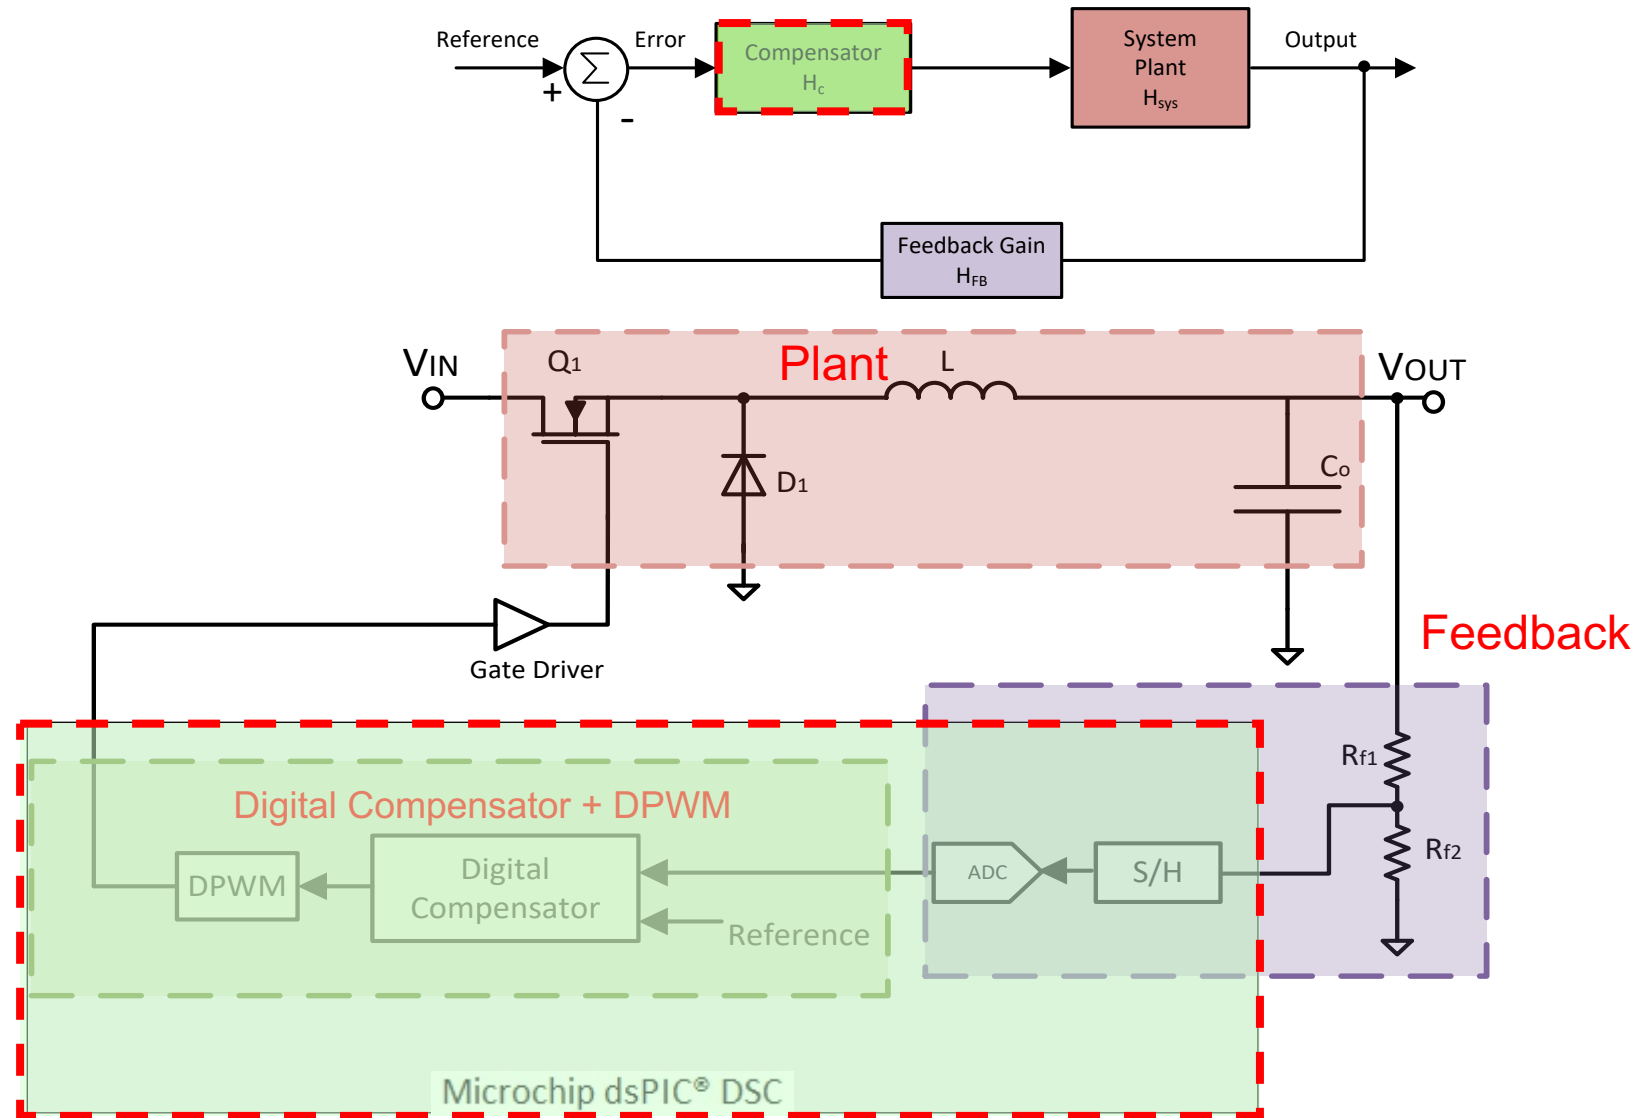 Reference
Error
Compensator
Hc
System
Plant
Hsys
Output
+
-
Feedback Gain
HFB
VIN
Q1
Plant
L
VOUT
D1
Co
Gate Driver
Feedback
Rf1
Digital Compensator + DPWM
DPWM
Digital
Compensator
ADC
S/H
Rf2
Reference
Microchip dsPIC® DSC